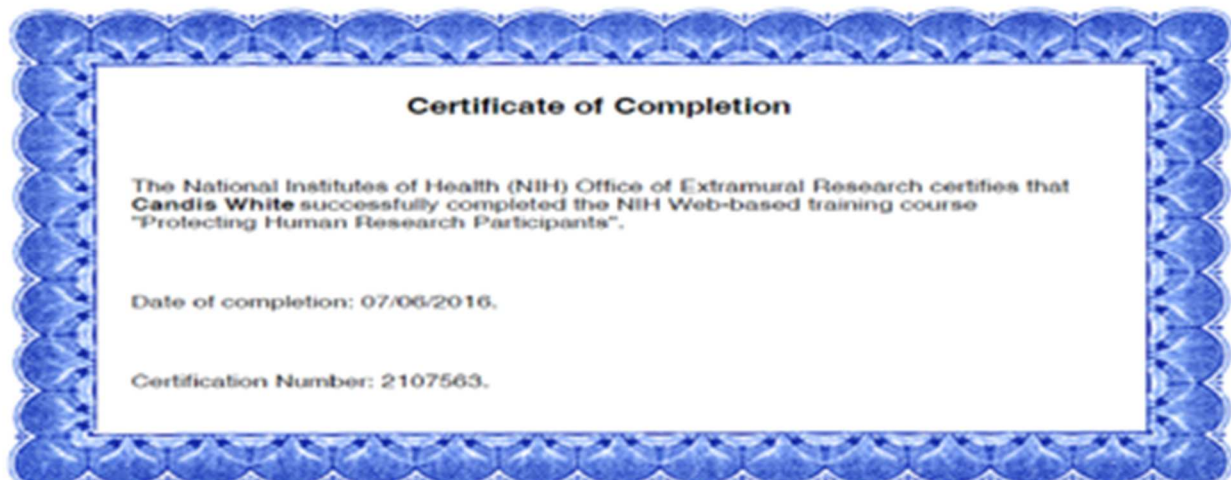 Certificate of Completion
The National Institutes of Health (NIH) Office of Extramural Research certifies that
Candis White successfully completed the NIH Web-based training course
"Protecting Human Research Participants".
Date of completion: 07/06/2016.
Certification Number: 2107563.